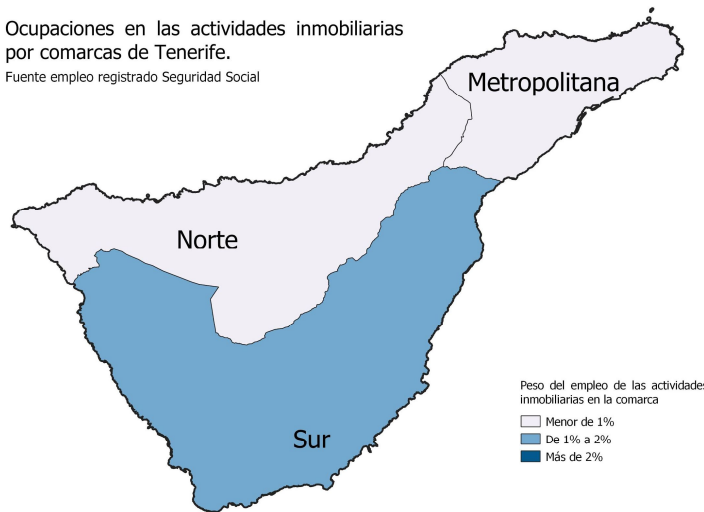 Ocupaciones en las actividades inmobiliarias
por comarcas de Tenerife.
Fuente empleo registrado Seguridad Social
Metropolitana
Norte
Sur
Peso del empleo de las actividades
inmobiliarias en la comarca
Menor de 1%
De 1% a 2%
Más de 2%